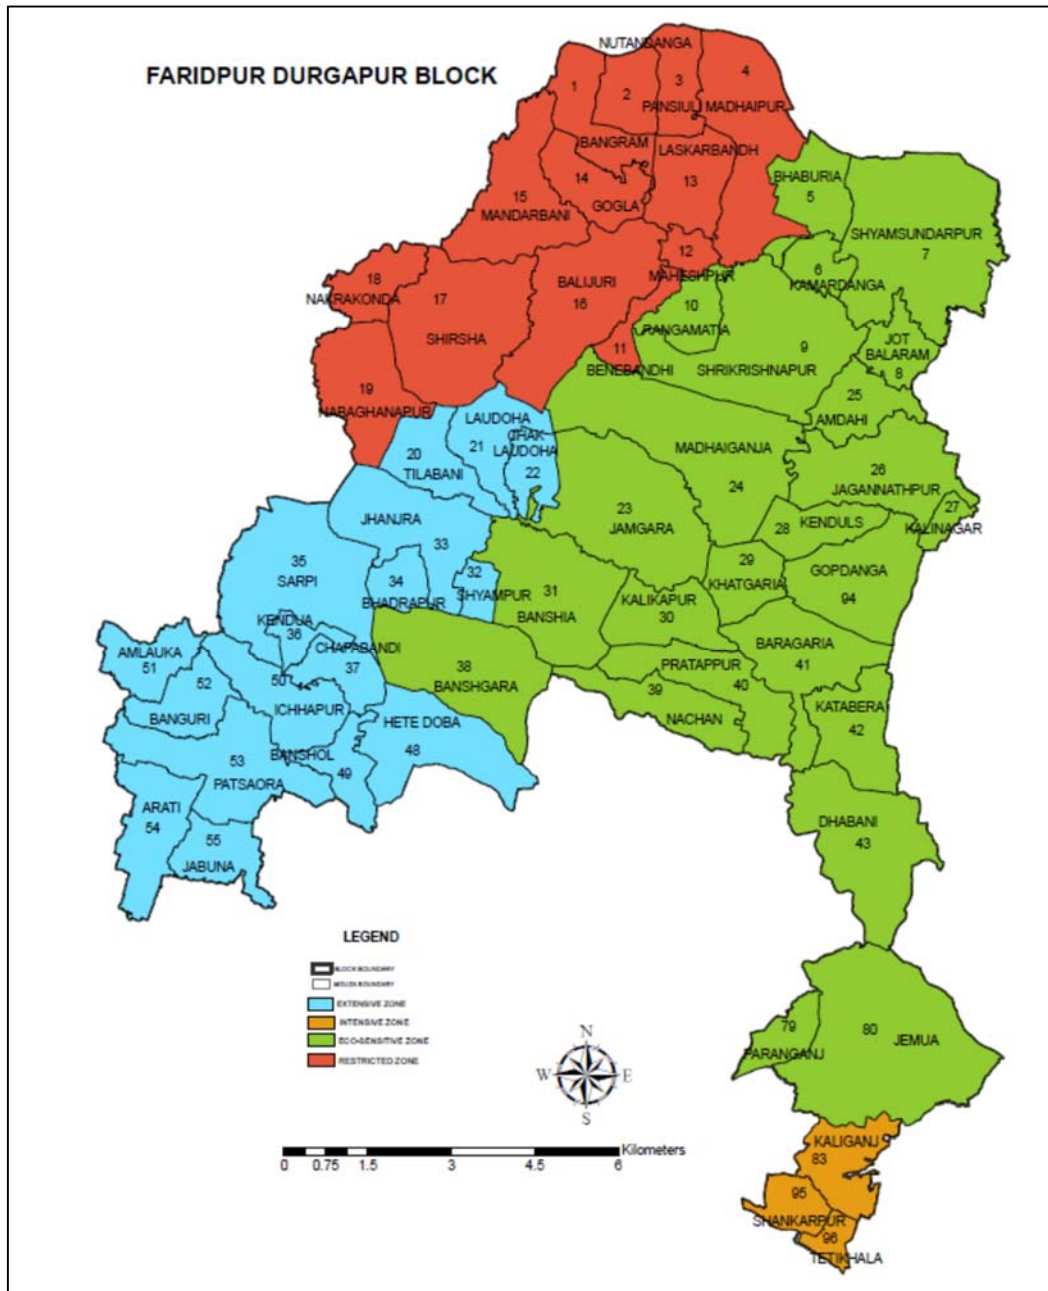 FARIDPUR DURGAPUR BLOCK
NUTANDANGA
1
2
3
4
PANSIULI
MADHAIPUR
BANGRAM
LASKARBANDH
14
13
15
GOGLA
MANDARBANI
BHABURIA
5
SHYAMSUNDARPUR
7
12
MAHESHPUR
6
KAMARDANGA
18
NAKRAKONDA
17
BALIJURI
16
10
RANGAMATIA
SHIRSHA
11
BENEBANDHI
9
SHRIKRISHNAPUR
JOT
BALARAM
8
19
NABAGHANAPUR
25
AMDAHI
LAUDOHA
21
CHAK
LAUDOHA
22
20
TILABANI
MADHAIGANJA
24
26
JAGANNATHPUR
23
JAMGARA
27
KALINAGAR
28
KENDULS
JHANJRA
33
35
SARPI
34
BHADRAPUR
32
SHYAMPUR
31
BANSHIA
29
KHATGARIA
GOPDANGA
94
KALIKAPUR
30
KENDUA
36
CHAPABANDI
37
BARAGARIA
41
AMLAUKA
51
52
50
38
BANSHGARA
PRATAPPUR
40
39
NACHAN
BANGURI
ICHHAPUR
HETE DOBA
48
KATABERA
42
BANSHOL
49
53
PATSAORA
ARATI
54
55
JABUNA
DHABANI
43
LEGEND
BLOCK BOUNDARY
MOUZA BOUNDARY
EXTENSIVE ZONE
INTENSIVE ZONE
ECO-SENSITIVE ZONE
RESTRICTED ZONE
N
W
E
S
79
PARANGANJ
80
JEMUA
Kilometers
0 0.75 1.5 3 4.5 6
KALIGANJ
83
95
SHANKARPUR
96
TETIKHALA